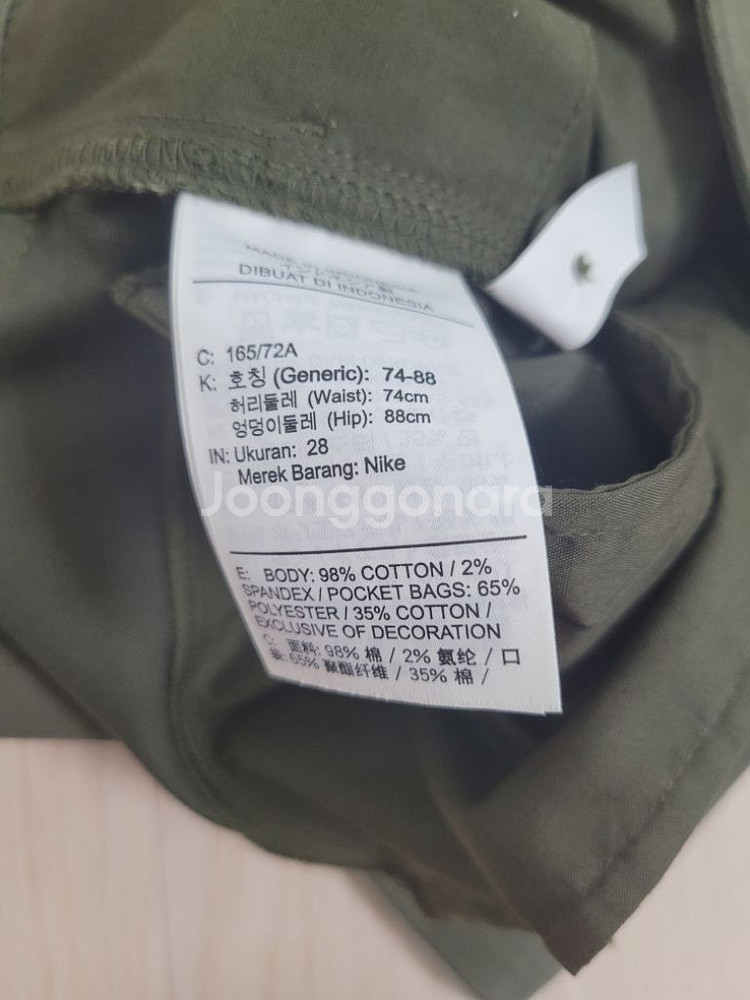 DIBUAT DI INDONESIA
C: 165/72A
K: 호칭 (Generic): 74-88
허리둘레 (Waist): 74cm
엉덩이둘레 (Hip): 88cm
IN: Ukuran: 28
Merek Barang: Nike
Joonggonara
E: BODY: 98% COTTON / 2%
SPANDEX / POCKET BAGS: 65%
POLYESTER / 35% COTTON /
EXCLUSIVE OF DECORATION
C: 面料: 98% 棉 / 2% 氨纶 / 口
65% 聚酯纤维 / 35% 棉 /